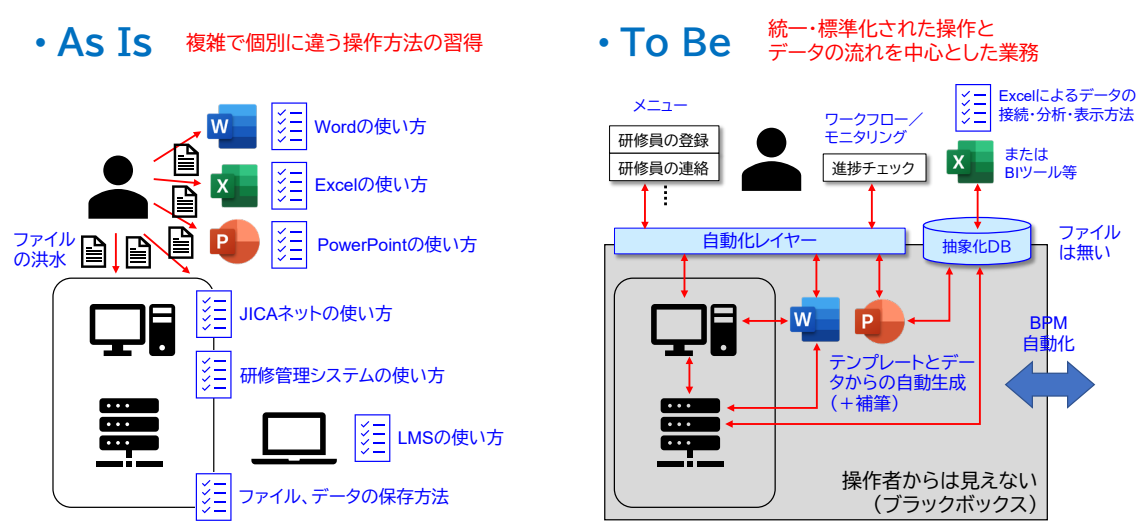 ・As Is
複雑で個別に違う操作方法の習得
W
Wordの使い方
X
Excelの使い方
P
PowerPointの使い方
ファイル
の洪水
JICAネットの使い方
研修管理システムの使い方
LMSの使い方
ファイル、データの保存方法
・To Be
統一・標準化された操作と
データの流れを中心とした業務
メニュー
研修員の登録
研修員の連絡
ワークフロー／
モニタリング
進捗チェック
Excelによるデータの
接続・分析・表示方法
X
または
BIツール等
自動化レイヤー
抽象化DB
ファイル
は無い
W
P
テンプレートとデー
タからの自動生成
（＋補筆）
BPM
自動化
操作者からは見えない
（ブラックボックス）